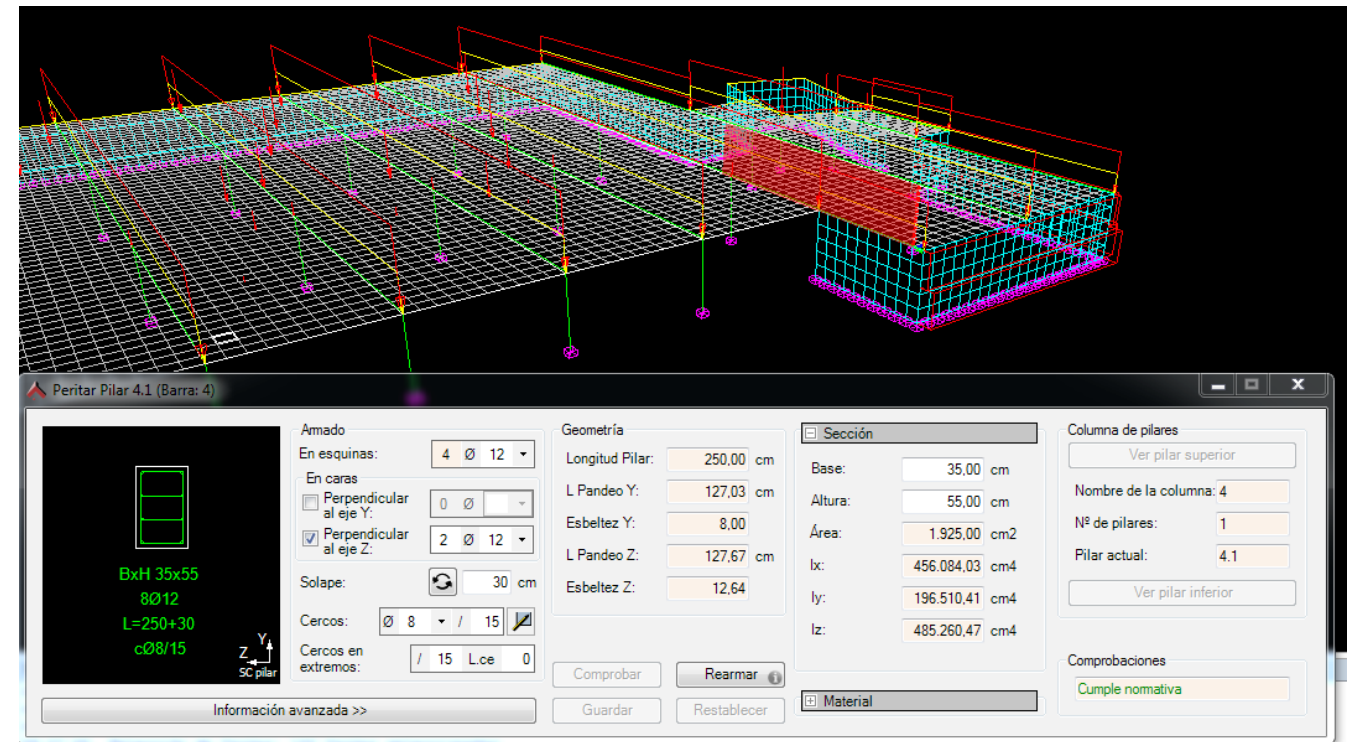 Peritar Pilar 4.1 (Barra: 4)
BxH 35x55
8Ø12
L=250+30
cØ8/15
Y
Z
SC pilar
Información avanzada >>
Armado
En esquinas: 4 Ø 12
En caras
Perpendicular al eje Y: 0 Ø
Perpendicular al eje Z: 2 Ø 12
Solape: 30 cm
Cercos: Ø 8 / 15
Cercos en extremos: / 15 L.ce 0
Geometría
Longitud Pilar: 250,00 cm
L Pandeo Y: 127,03 cm
Esbeltez Y: 8,00
L Pandeo Z: 127,67 cm
Esbeltez Z: 12,64
Comprobar Rearmar
Guardar Restablecer
Sección
Base: 35,00 cm
Altura: 55,00 cm
Área: 1.925,00 cm2
Ix: 456.084,03 cm4
Iy: 196.510,41 cm4
Iz: 485.260,47 cm4
Material
Columna de pilares
Ver pilar superior
Nombre de la columna: 4
Nº de pilares: 1
Pilar actual: 4.1
Ver pilar inferior
Comprobaciones
Cumple normativa